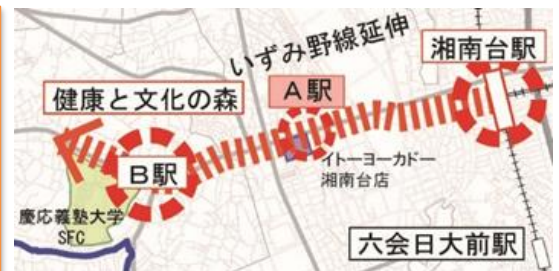 いずみ野線延伸
湘南台駅
健康と文化の森
A駅
イトーヨーカドー
湘南台店
B駅
慶応義塾大学
SFC
六会日大前駅